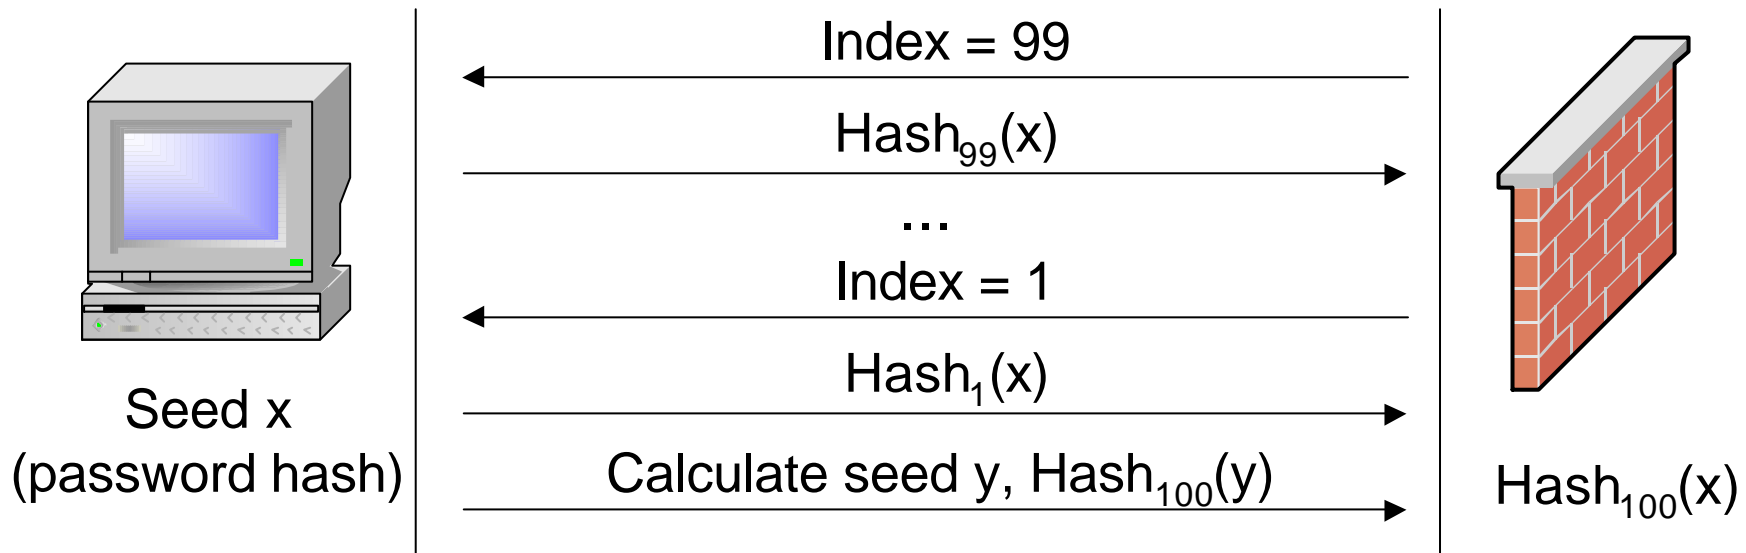 Index = 99
Hash₉₉(x)
...
Index = 1
Hash₁(x)
Seed x
(password hash)
Calculate seed y, Hash₁₀₀(y)
Hash₁₀₀(x)